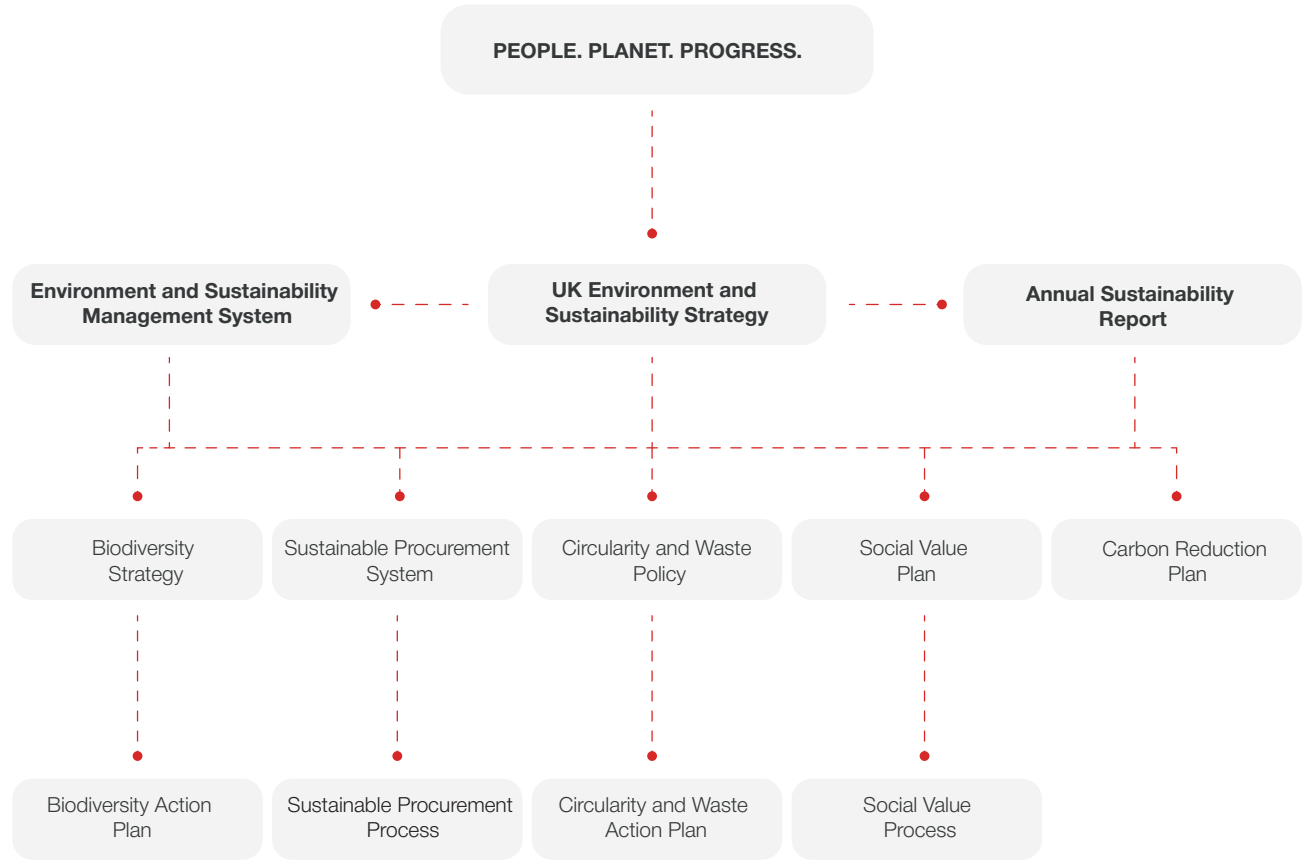 PEOPLE. PLANET. PROGRESS.
Environment and Sustainability
Management System
UK Environment and
Sustainability Strategy
Annual Sustainability
Report
Biodiversity
Strategy
Sustainable Procurement
System
Circularity and Waste
Policy
Social Value
Plan
Carbon Reduction
Plan
Biodiversity Action
Plan
Sustainable Procurement
Process
Circularity and Waste
Action Plan
Social Value
Process